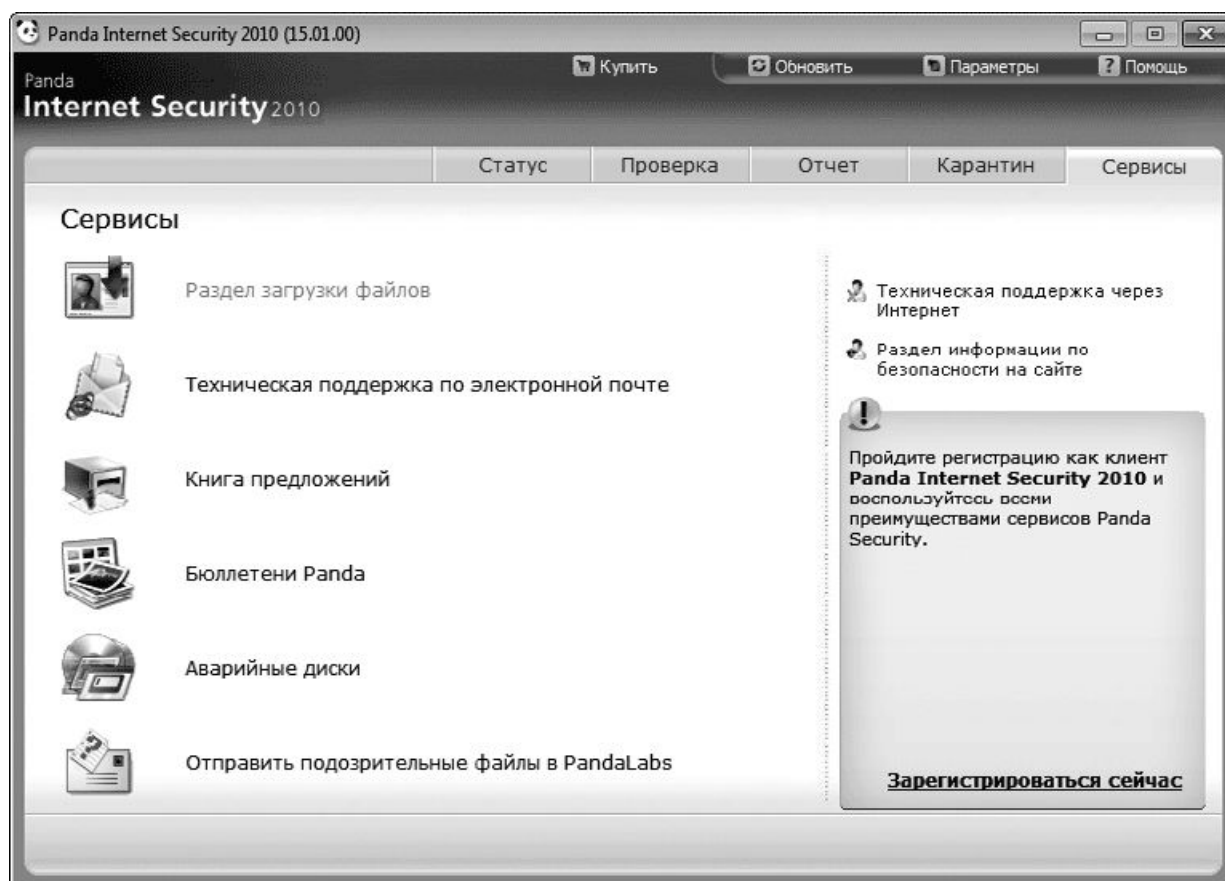 Panda Internet Security 2010 (15.01.00)
Купить
Обновить
Параметры
? Помощь
Panda
Internet Security 2010
Статус
Проверка
Отчет
Карантин
Сервисы
Сервисы
Раздел загрузки файлов
Техническая поддержка по электронной почте
Книга предложений
Бюллетени Panda
Аварийные диски
Отправить подозрительные файлы в PandaLabs
Техническая поддержка через
Интернет
Раздел информации по
безопасности на сайте
Пройдите регистрацию как клиент
Panda Internet Security 2010 и
воспользуйтесь всеми
преимуществами сервисов Panda
Security.
Зарегистрироваться сейчас